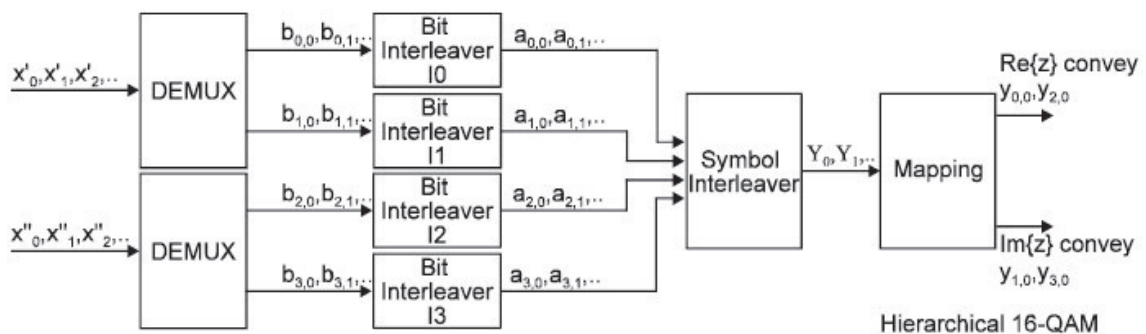 x'0,x'1,x'2,..
DEMUX
b0,0,b0,1,..
b1,0,b1,1,..
Bit
Interleaver
I0
a0,0,a0,1,..
Bit
Interleaver
I1
a1,0,a1,1,..
x"0,x"1,x"2,..
DEMUX
b2,0,b2,1,..
b3,0,b3,1,..
Bit
Interleaver
I2
a2,0,a2,1,..
Bit
Interleaver
I3
a3,0,a3,1,..
Symbol
Interleaver
Y0,Y1,..
Mapping
Re{z} convey
y0,0,y2,0
Im{z} convey
y1,0,y3,0
Hierarchical 16-QAM